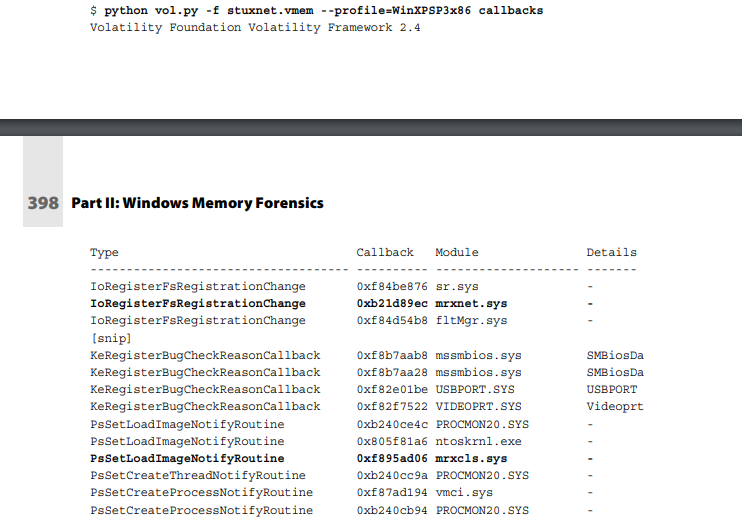 $ python vol.py -f stuxnet.vmem --profile=WinXPSP3x86 callbacks
Volatility Foundation Volatility Framework 2.4
398 Part II: Windows Memory Forensics
Type Callback Module Details
----------------------------------- ---------- -------------------- -------
IoRegisterFsRegistrationChange 0xf84be876 sr.sys -
IoRegisterFsRegistrationChange 0xb21d89ec mrxnet.sys -
IoRegisterFsRegistrationChange 0xf84d54b8 fltMgr.sys -
[snip]
KeRegisterBugCheckReasonCallback 0xf8b7aab8 mssmbios.sys SMBiosDa
KeRegisterBugCheckReasonCallback 0xf8b7aa28 mssmbios.sys SMBiosDa
KeRegisterBugCheckReasonCallback 0xf82e01be USBPORT.SYS USBPORT
KeRegisterBugCheckReasonCallback 0xf82f7522 VIDEOPRT.SYS Videoprt
PsSetLoadImageNotifyRoutine 0xb240ce4c PROCMON20.SYS -
PsSetLoadImageNotifyRoutine 0x805f81a6 ntoskrnl.exe -
PsSetLoadImageNotifyRoutine 0xf895ad06 mrxcls.sys -
PsSetCreateThreadNotifyRoutine 0xb240cc9a PROCMON20.SYS -
PsSetCreateProcessNotifyRoutine 0xf87ad194 vmci.sys -
PsSetCreateProcessNotifyRoutine 0xb240cb94 PROCMON20.SYS -